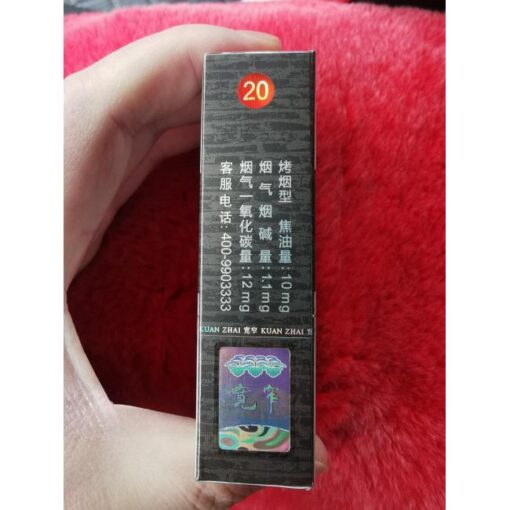 20
烤烟型 焦油量:10mg
烟气烟碱量:1.1mg
烟气一氧化碳量:12mg
客服电话:400-9903333
KUAN ZHAI 宽窄 KUAN ZHAI 宽
宽窄